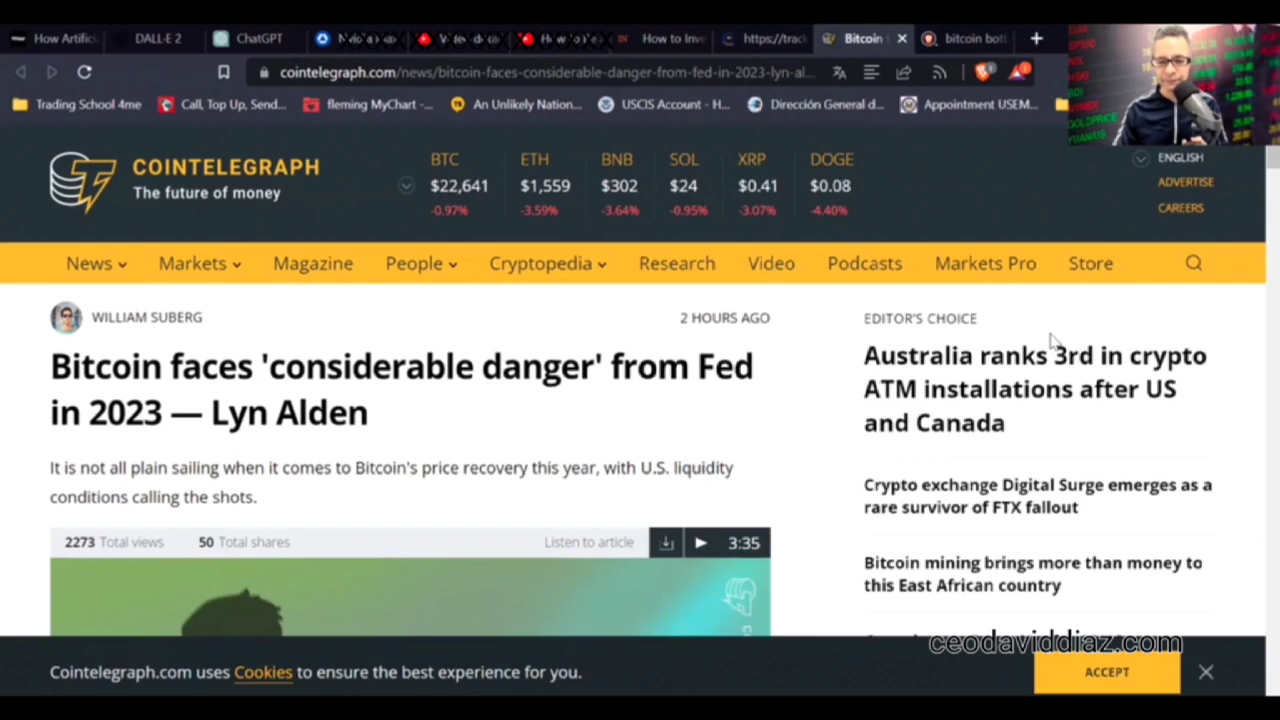 How Artific
DALL·E 2
ChatGPT
How to Inve
https://track
Bitcoin
bitcoin bott
cointelegraph.com/news/bitcoin-faces-considerable-danger-from-fed-in-2023-lyn-al...
Trading School 4me
Call, Top Up, Send...
fleming MyChart -...
An Unlikely Nation...
USCIS Account - H...
Dirección General d...
Appointment USEM...
GOLDPRICE
YUAN/US
COINTELEGRAPH
The future of money
BTC
ETH
BNB
SOL
XRP
DOGE
$22,641
$1,559
$302
$24
$0.41
$0.08
-0.97%
-3.59%
-3.64%
-0.95%
-3.07%
-4.40%
ENGLISH
ADVERTISE
CAREERS
News
Markets
Magazine
People
Cryptopedia
Research
Video
Podcasts
Markets Pro
Store
WILLIAM SUBERG
2 HOURS AGO
Bitcoin faces 'considerable danger' from Fed
in 2023 — Lyn Alden
It is not all plain sailing when it comes to Bitcoin's price recovery this year, with U.S. liquidity
conditions calling the shots.
2273 Total views
50 Total shares
Listen to article
3:35
EDITOR'S CHOICE
Australia ranks 3rd in crypto
ATM installations after US
and Canada
Crypto exchange Digital Surge emerges as a
rare survivor of FTX fallout
Bitcoin mining brings more than money to
this East African country
ceodaviddiaz.com
Cointelegraph.com uses Cookies to ensure the best experience for you.
ACCEPT